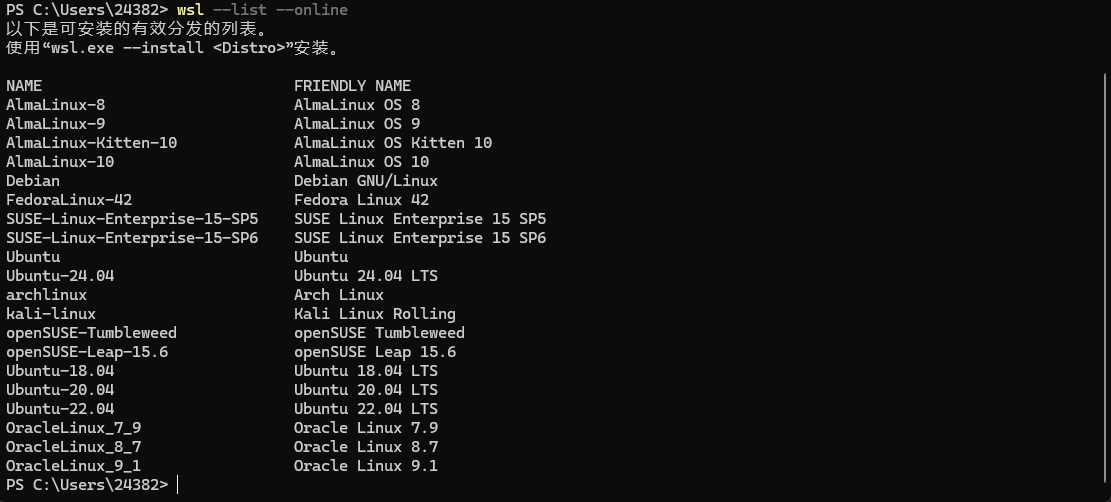 PS C:\Users\24382> wsl --list --online
以下是可安装的有效分发的列表。
使用“wsl.exe --install <Distro>”安装。
NAME                            FRIENDLY NAME
AlmaLinux-8                     AlmaLinux OS 8
AlmaLinux-9                     AlmaLinux OS 9
AlmaLinux-Kitten-10             AlmaLinux OS Kitten 10
AlmaLinux-10                    AlmaLinux OS 10
Debian                          Debian GNU/Linux
FedoraLinux-42                  Fedora Linux 42
SUSE-Linux-Enterprise-15-SP5    SUSE Linux Enterprise 15 SP5
SUSE-Linux-Enterprise-15-SP6    SUSE Linux Enterprise 15 SP6
Ubuntu                          Ubuntu
Ubuntu-24.04                    Ubuntu 24.04 LTS
archlinux                       Arch Linux
kali-linux                      Kali Linux Rolling
openSUSE-Tumbleweed             openSUSE Tumbleweed
openSUSE-Leap-15.6              openSUSE Leap 15.6
Ubuntu-18.04                    Ubuntu 18.04 LTS
Ubuntu-20.04                    Ubuntu 20.04 LTS
Ubuntu-22.04                    Ubuntu 22.04 LTS
OracleLinux_7_9                 Oracle Linux 7.9
OracleLinux_8_7                 Oracle Linux 8.7
OracleLinux_9_1                 Oracle Linux 9.1
PS C:\Users\24382>